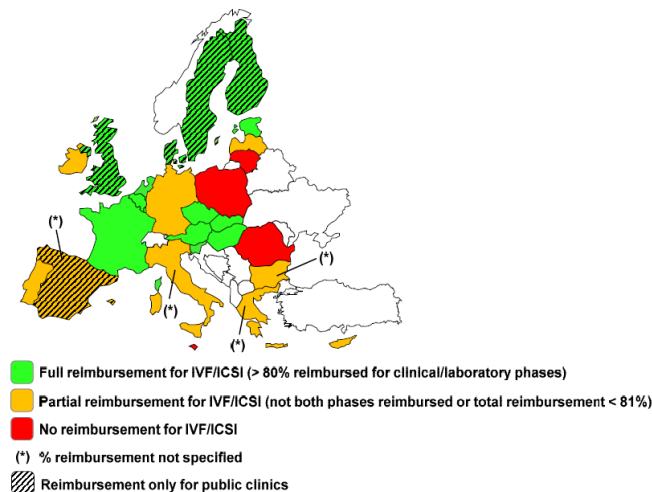 (*)
(*)
(*)
(*)
Full reimbursement for IVF/ICSI (> 80% reimbursed for clinical/laboratory phases)
Partial reimbursement for IVF/ICSI (not both phases reimbursed or total reimbursement < 81%)
No reimbursement for IVF/ICSI
(*) % reimbursement not specified
Reimbursement only for public clinics